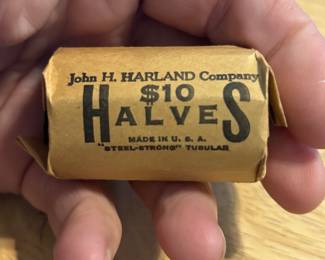 John H. HARLAND Company
$10
HALVES
MADE IN U. S. A.
"STEEL-STRONG" TUBULAR